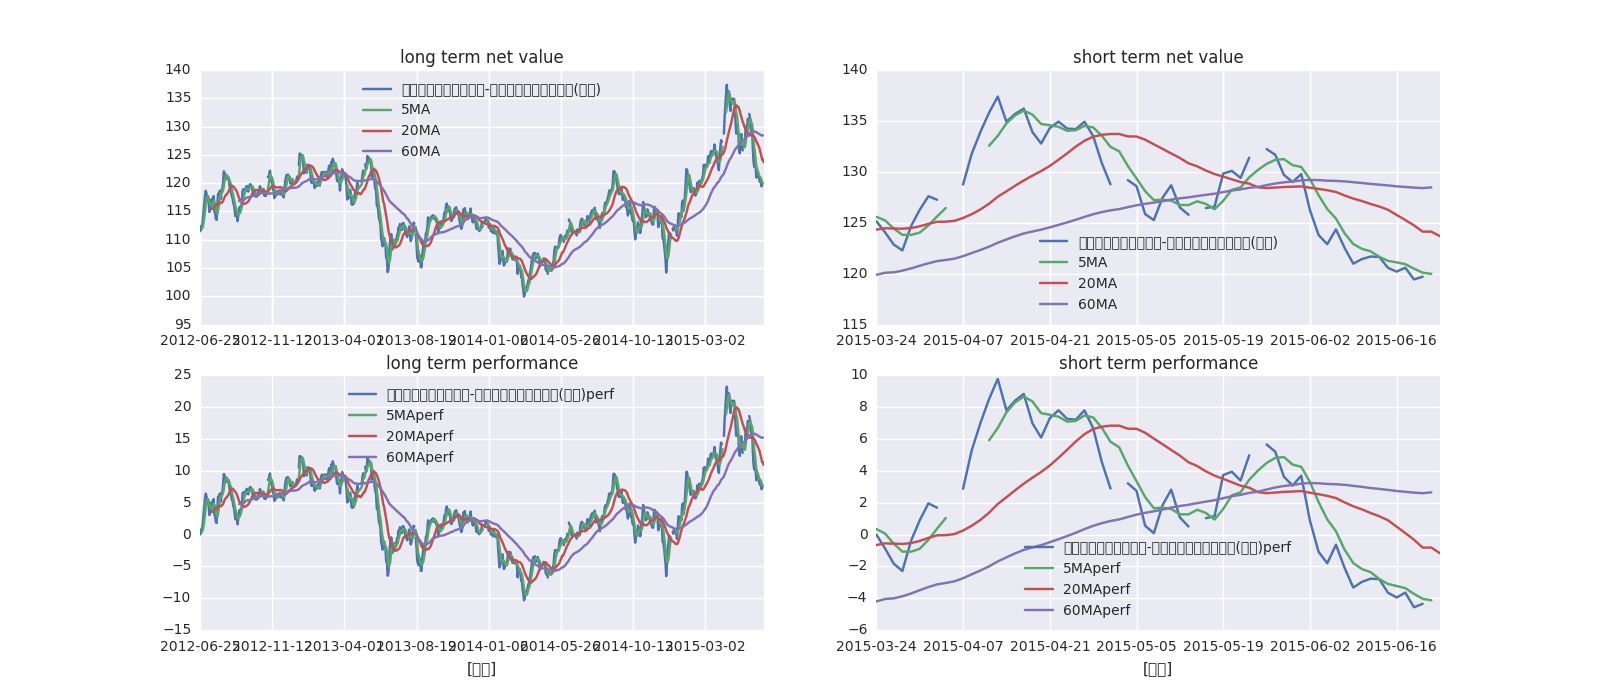 long term net value
140
135
130
125
120
115
110
105
100
95
5MA
20MA
60MA
2012-06-25 2012-11-12 2013-04-01 2013-08-19 2014-01-06 2014-05-26 2014-10-13 2015-03-02
short term net value
140
135
130
125
120
115
5MA
20MA
60MA
2015-03-24 2015-04-07 2015-04-21 2015-05-05 2015-05-19 2015-06-02 2015-06-16
long term performance
25
20
15
10
5
0
−5
−10
−15
perf
5MAperf
20MAperf
60MAperf
2012-06-25 2012-11-12 2013-04-01 2013-08-19 2014-01-06 2014-05-26 2014-10-13 2015-03-02
short term performance
10
8
6
4
2
0
−2
−4
−6
perf
5MAperf
20MAperf
60MAperf
2015-03-24 2015-04-07 2015-04-21 2015-05-05 2015-05-19 2015-06-02 2015-06-16